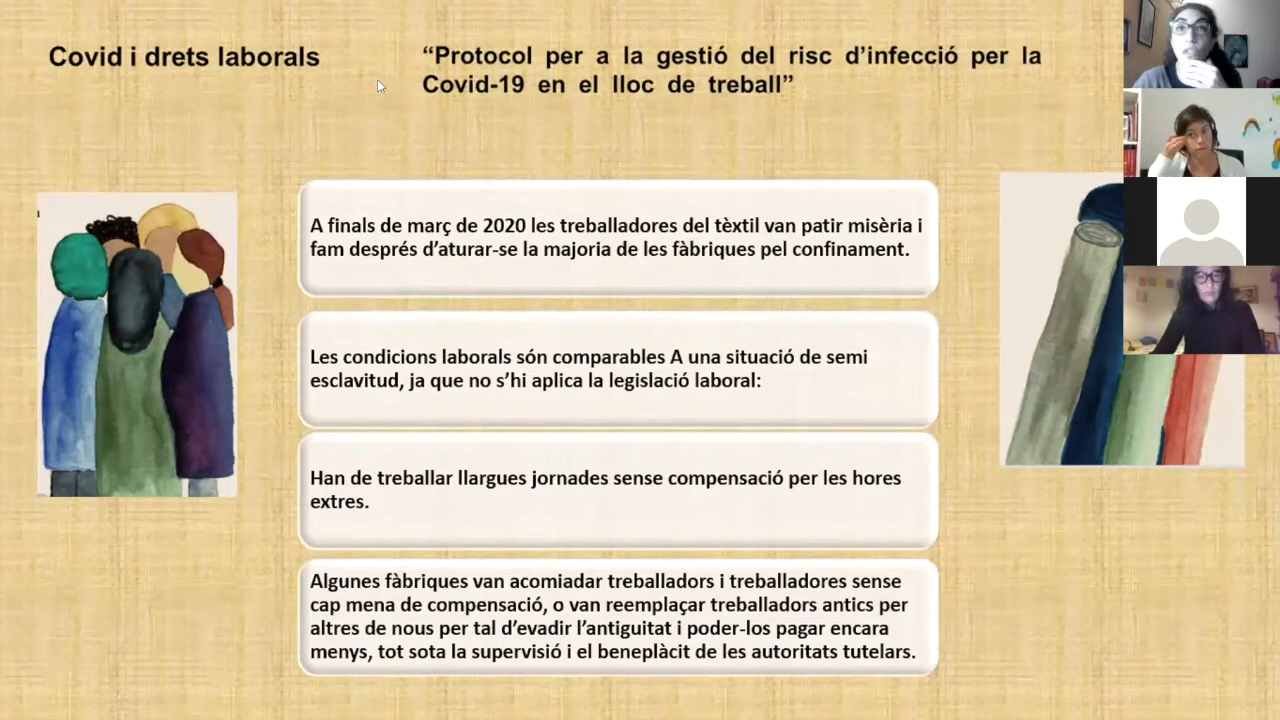 Covid i drets laborals
“Protocol per a la gestió del risc d’infecció per la
Covid-19 en el lloc de treball”
A finals de març de 2020 les treballadores del tèxtil van patir misèria i
fam després d’aturar-se la majoria de les fàbriques pel confinament.
Les condicions laborals són comparables A una situació de semi
esclavitud, ja que no s’hi aplica la legislació laboral:
Han de treballar llargues jornades sense compensació per les hores
extres.
Algunes fàbriques van acomiadar treballadors i treballadores sense
cap mena de compensació, o van reemplaçar treballadors antics per
altres de nous per tal d’evadir l’antiguitat i poder-los pagar encara
menys, tot sota la supervisió i el beneplàcit de les autoritats tutelars.